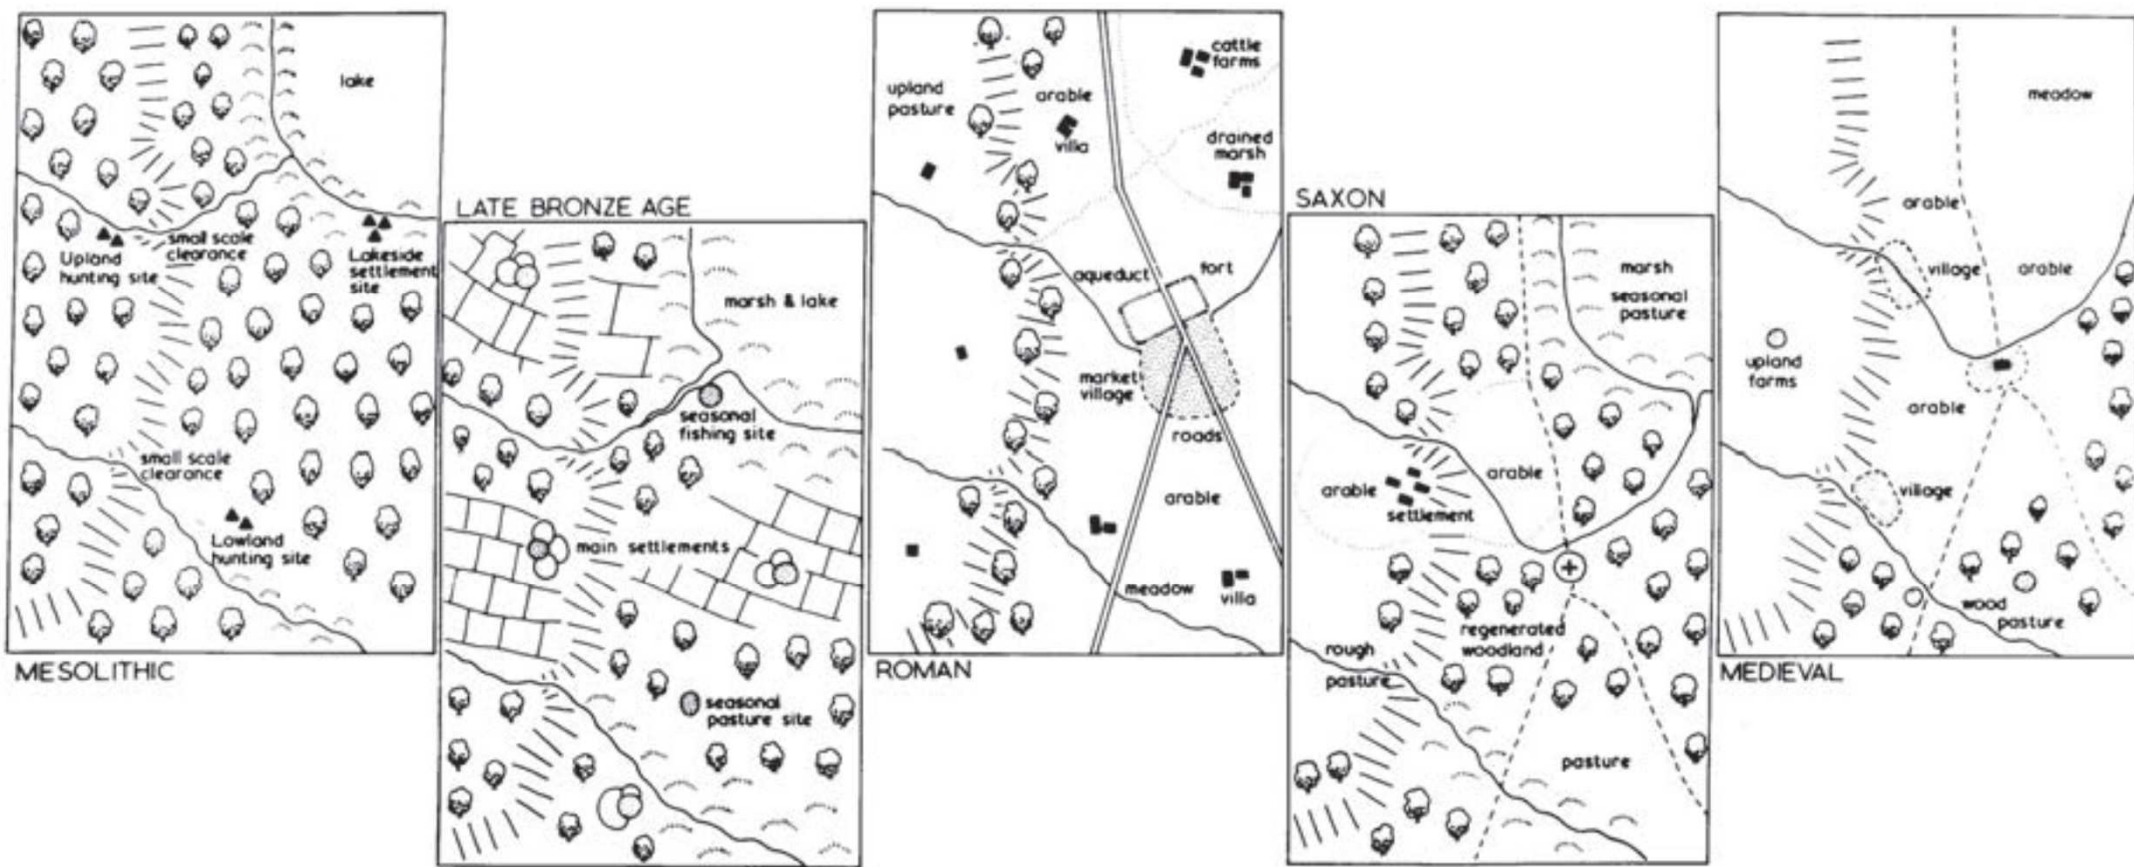 lake
small scale
clearance
Upland
hunting site
Lakeside
settlement
site
small scale
clearance
Lowland
hunting site
MESOLITHIC
LATE BRONZE AGE
marsh & lake
seasonal
fishing site
main settlements
seasonal
pasture site
cattle
farms
upland
pasture
arable
villa
drained
marsh
aqueduct
fort
market
village
roads
arable
meadow
villa
ROMAN
SAXON
marsh
seasonal
pasture
arable
arable
settlement
regenerated
woodland
rough
pasture
pasture
meadow
arable
village
arable
upland
farms
arable
village
wood
pasture
MEDIEVAL